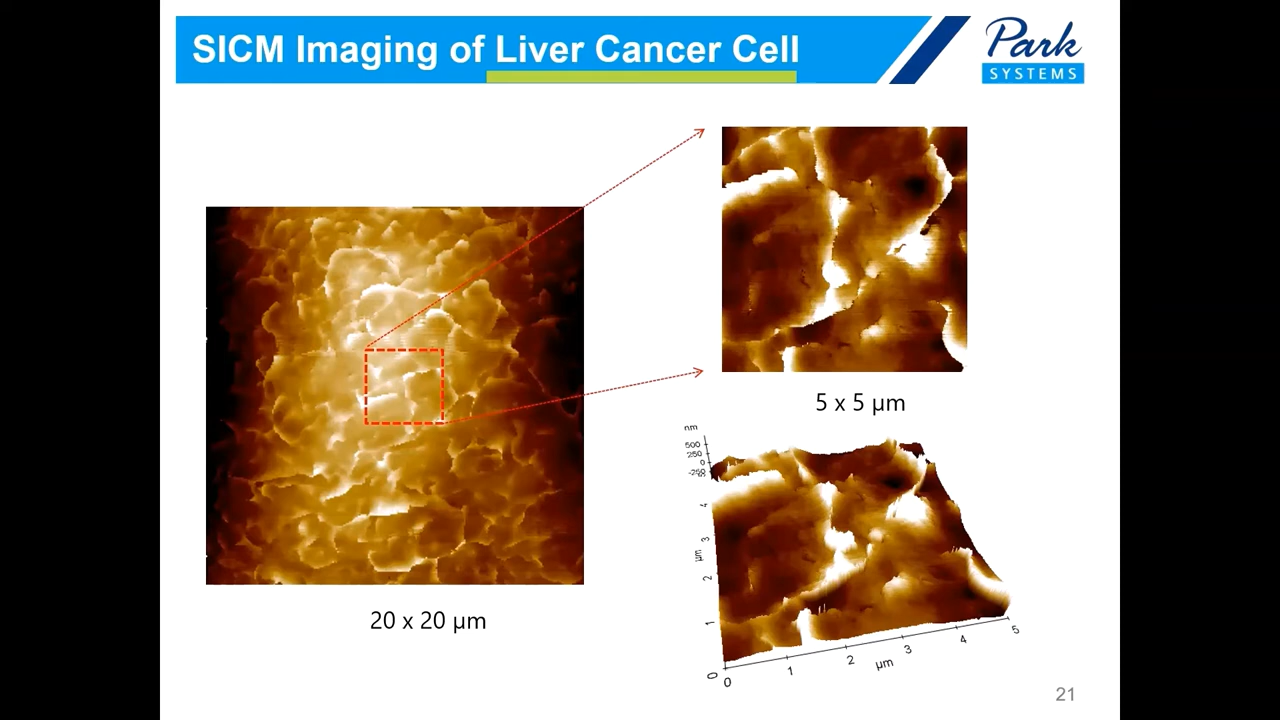 SICM Imaging of Liver Cancer Cell
Park
SYSTEMS
5 x 5 µm
20 x 20 µm
nm
500
250
0
-250
4
3
µm
2
1
0
0
1
2
µm
3
4
5
21